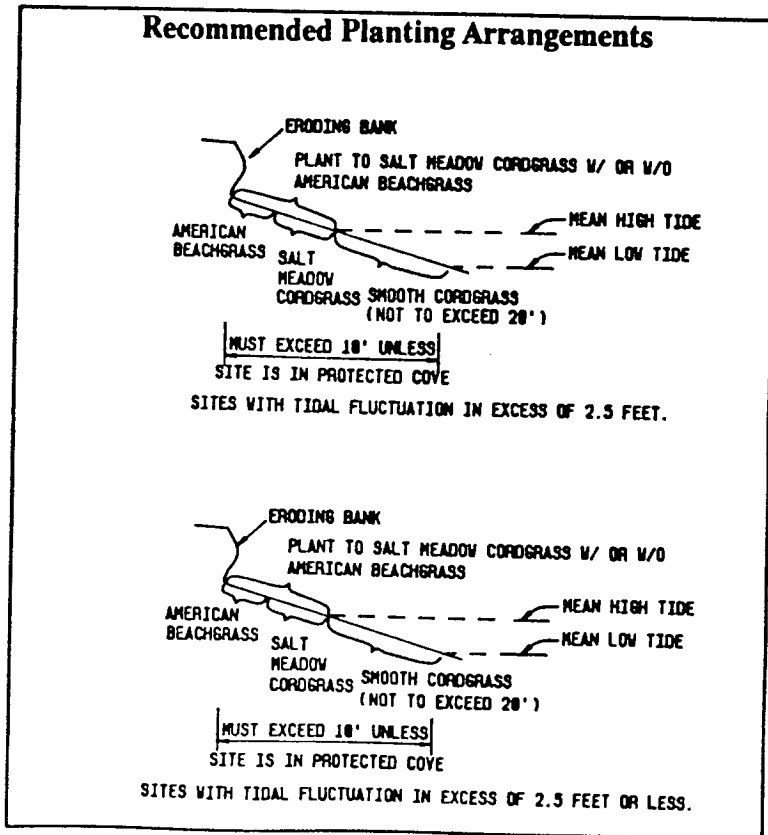 Recommended Planting Arrangements
ERODING BANK
PLANT TO SALT MEADOW CORDGRASS W/ OR W/O
AMERICAN BEACHGRASS
MEAN HIGH TIDE
AMERICAN
BEACHGRASS
MEAN LOW TIDE
SALT
MEADOW
CORDGRASS
SMOOTH CORDGRASS
(NOT TO EXCEED 20')
MUST EXCEED 10' UNLESS
SITE IS IN PROTECTED COVE
SITES WITH TIDAL FLUCTUATION IN EXCESS OF 2.5 FEET.
ERODING BANK
PLANT TO SALT MEADOW CORDGRASS W/ OR W/O
AMERICAN BEACHGRASS
MEAN HIGH TIDE
AMERICAN
BEACHGRASS
MEAN LOW TIDE
SALT
MEADOW
CORDGRASS
SMOOTH CORDGRASS
(NOT TO EXCEED 20')
MUST EXCEED 10' UNLESS
SITE IS IN PROTECTED COVE
SITES WITH TIDAL FLUCTUATION IN EXCESS OF 2.5 FEET OR LESS.